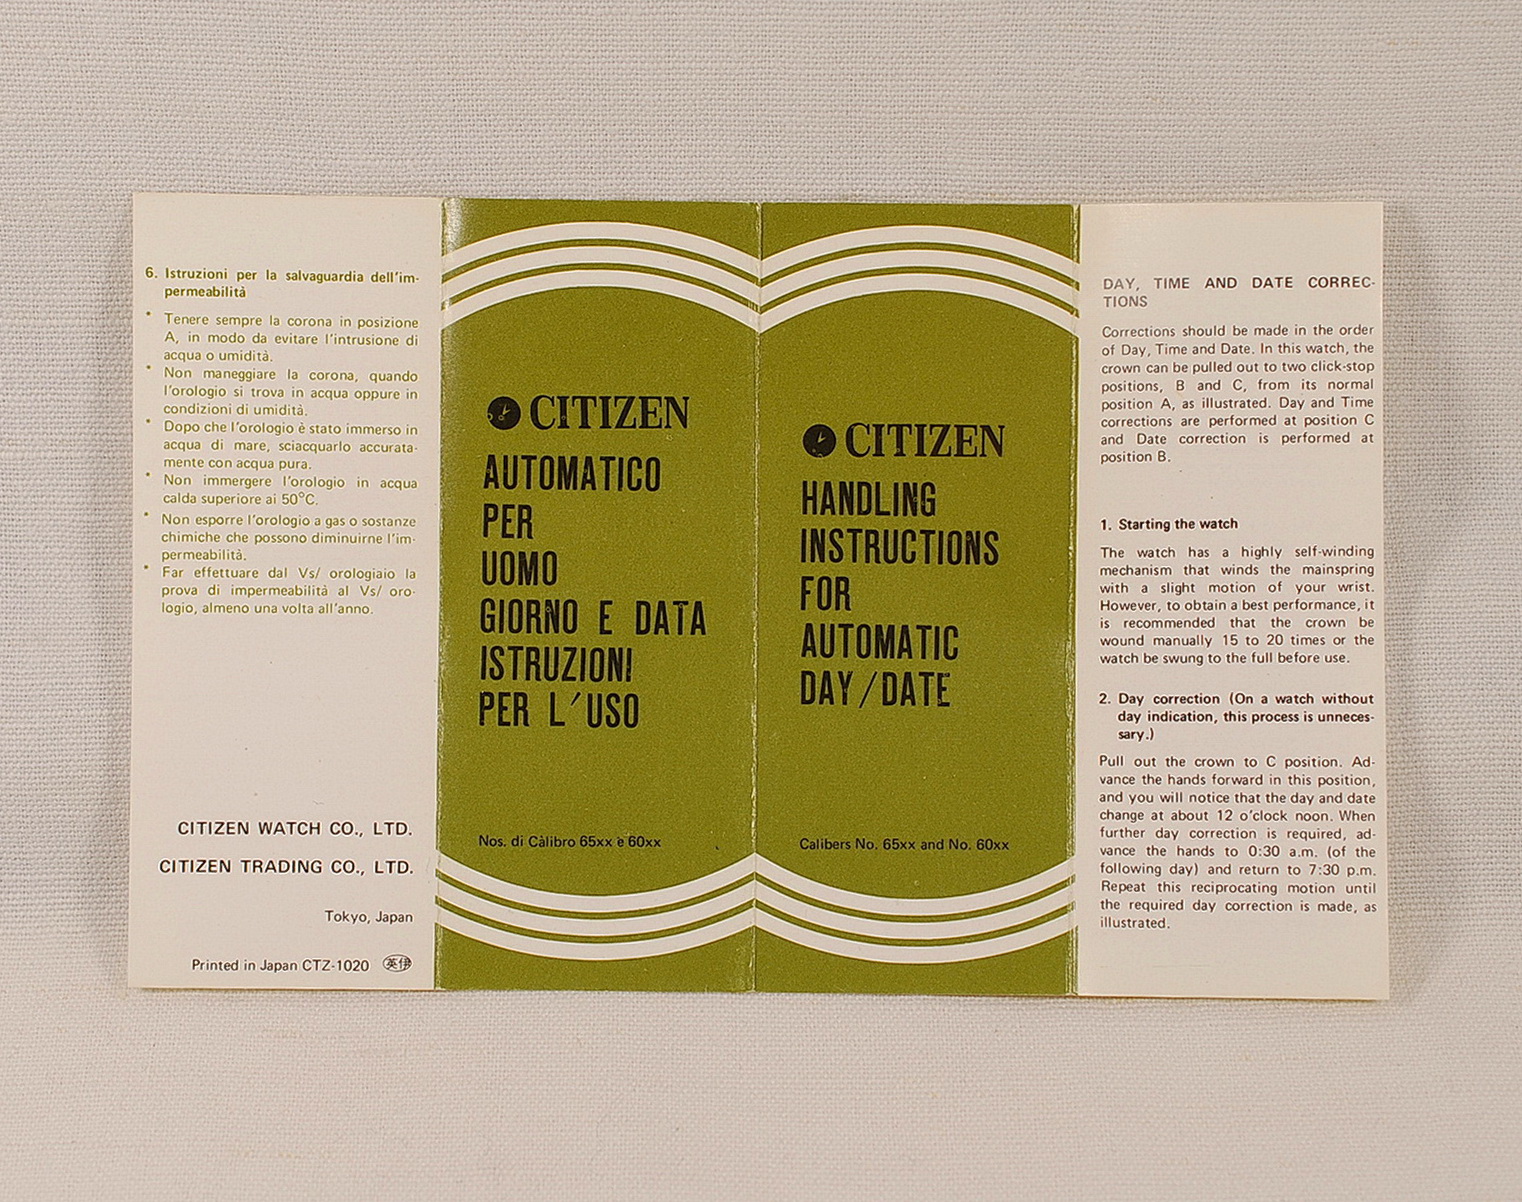 6. Istruzioni per la salvaguardia dell'im-
permeabilità
* Tenere sempre la corona in posizione
A, in modo da evitare l'intrusione di
acqua o umidità.
* Non maneggiare la corona, quando
l'orologio si trova in acqua oppure in
condizioni di umidità.
* Dopo che l'orologio è stato immerso in
acqua di mare, sciacquarlo accurata-
mente con acqua pura.
* Non immergere l'orologio in acqua
calda superiore ai 50°C.
* Non esporre l'orologio a gas o sostanze
chimiche che possono diminuirne l'im-
permeabilità.
* Far effettuare dal Vs/ orologiaio la
prova di impermeabilità al Vs/ oro-
logio, almeno una volta all'anno.
CITIZEN WATCH CO., LTD.
CITIZEN TRADING CO., LTD.
Tokyo, Japan
Printed in Japan CTZ-1020 英伊
CITIZEN
AUTOMATICO
PER
UOMO
GIORNO E DATA
ISTRUZIONI
PER L'USO
Nos. di Càlibro 65xx e 60xx
CITIZEN
HANDLING
INSTRUCTIONS
FOR
AUTOMATIC
DAY/DATE
Calibers No. 65xx and No. 60xx
DAY, TIME AND DATE CORREC-
TIONS
Corrections should be made in the order
of Day, Time and Date. In this watch, the
crown can be pulled out to two click-stop
positions, B and C, from its normal
position A, as illustrated. Day and Time
corrections are performed at position C
and Date correction is performed at
position B.
1. Starting the watch
The watch has a highly self-winding
mechanism that winds the mainspring
with a slight motion of your wrist.
However, to obtain a best performance, it
is recommended that the crown be
wound manually 15 to 20 times or the
watch be swung to the full before use.
2. Day correction (On a watch without
day indication, this process is unneces-
sary.)
Pull out the crown to C position. Ad-
vance the hands forward in this position,
and you will notice that the day and date
change at about 12 o'clock noon. When
further day correction is required, ad-
vance the hands to 0:30 a.m. (of the
following day) and return to 7:30 p.m.
Repeat this reciprocating motion until
the required day correction is made, as
illustrated.